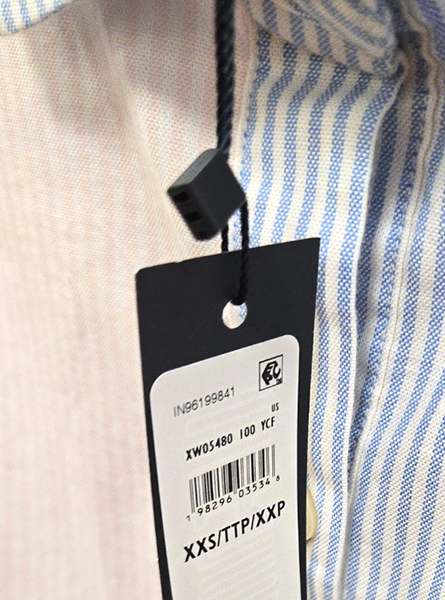 IN96199841
US
XW05480 100 YCF
1 98296 03534 6
XXS/TTP/XXP